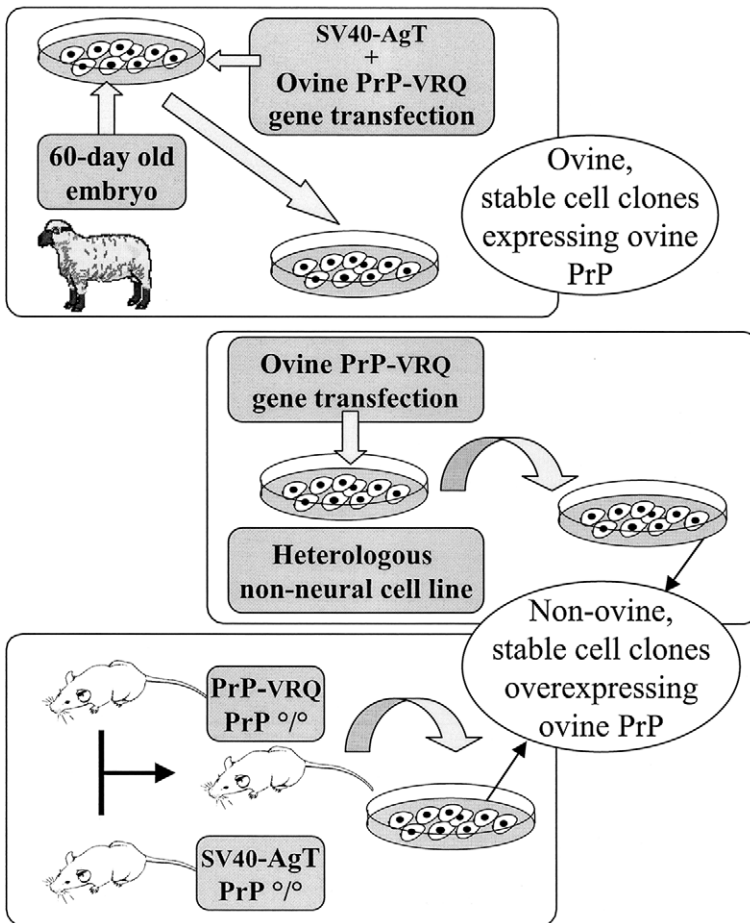 SV40-AgT
+
Ovine PrP-VRQ
gene transfection
60-day old
embryo
Ovine,
stable cell clones
expressing ovine
PrP
Ovine PrP-VRQ
gene transfection
Heterologous
non-neural cell line
Non-ovine,
stable cell clones
overexpressing
ovine PrP
PrP-VRQ
PrP °/°
SV40-AgT
PrP °/°